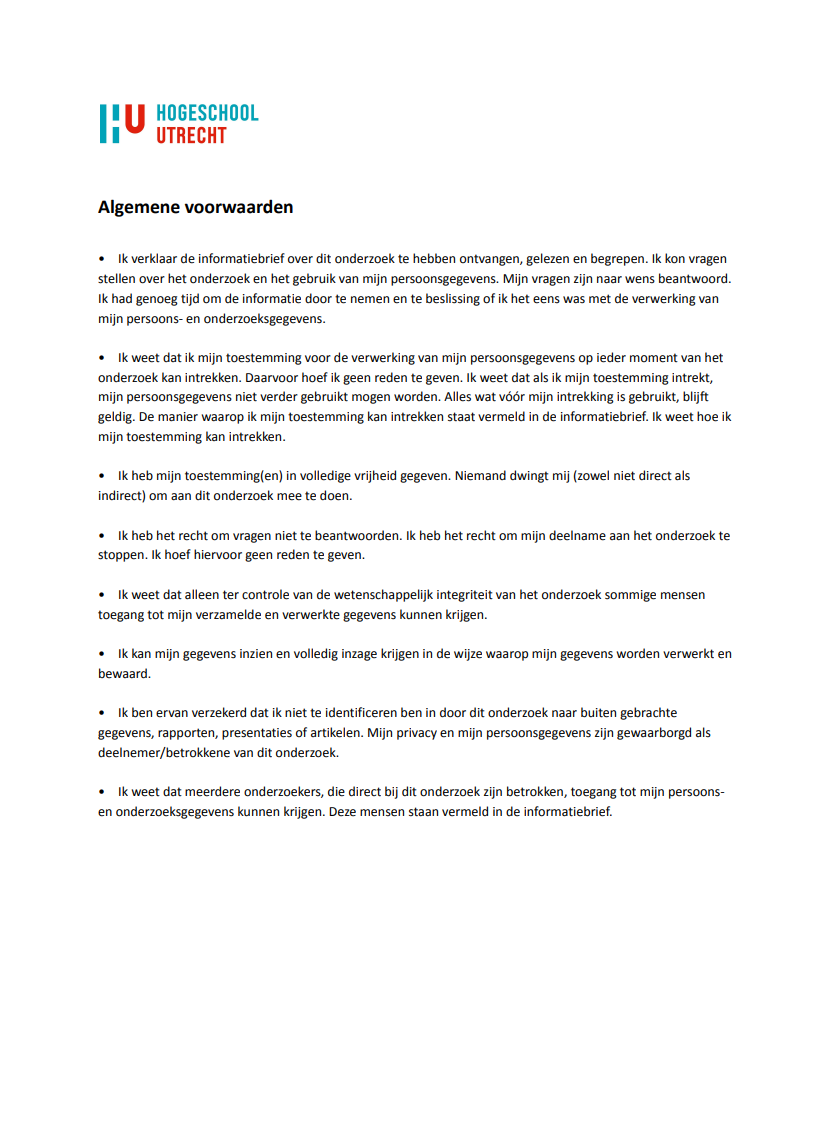 HOGESCHOOL
UTRECHT
Algemene voorwaarden
• Ik verklaar de informatiebrief over dit onderzoek te hebben ontvangen, gelezen en begrepen. Ik kon vragen
stellen over het onderzoek en het gebruik van mijn persoonsgegevens. Mijn vragen zijn naar wens beantwoord.
Ik had genoeg tijd om de informatie door te nemen en te beslissing of ik het eens was met de verwerking van
mijn persoons- en onderzoeksgegevens.
• Ik weet dat ik mijn toestemming voor de verwerking van mijn persoonsgegevens op ieder moment van het
onderzoek kan intrekken. Daarvoor hoef ik geen reden te geven. Ik weet dat als ik mijn toestemming intrekt,
mijn persoonsgegevens niet verder gebruikt mogen worden. Alles wat vóór mijn intrekking is gebruikt, blijft
geldig. De manier waarop ik mijn toestemming kan intrekken staat vermeld in de informatiebrief. Ik weet hoe ik
mijn toestemming kan intrekken.
• Ik heb mijn toestemming(en) in volledige vrijheid gegeven. Niemand dwingt mij (zowel niet direct als
indirect) om aan dit onderzoek mee te doen.
• Ik heb het recht om vragen niet te beantwoorden. Ik heb het recht om mijn deelname aan het onderzoek te
stoppen. Ik hoef hiervoor geen reden te geven.
• Ik weet dat alleen ter controle van de wetenschappelijk integriteit van het onderzoek sommige mensen
toegang tot mijn verzamelde en verwerkte gegevens kunnen krijgen.
• Ik kan mijn gegevens inzien en volledig inzage krijgen in de wijze waarop mijn gegevens worden verwerkt en
bewaard.
• Ik ben ervan verzekerd dat ik niet te identificeren ben in door dit onderzoek naar buiten gebrachte
gegevens, rapporten, presentaties of artikelen. Mijn privacy en mijn persoonsgegevens zijn gewaarborgd als
deelnemer/betrokkene van dit onderzoek.
• Ik weet dat meerdere onderzoekers, die direct bij dit onderzoek zijn betrokken, toegang tot mijn persoons-
en onderzoeksgegevens kunnen krijgen. Deze mensen staan vermeld in de informatiebrief.